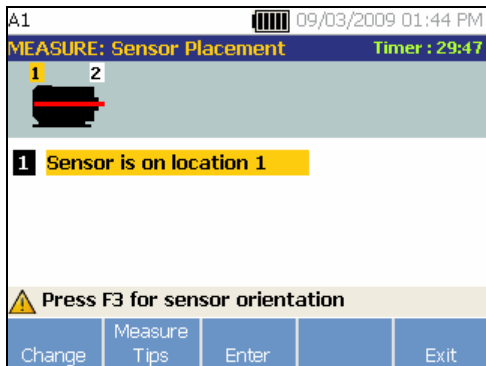 A1 09/03/2009 01:44 PM
MEASURE: Sensor Placement Timer : 29:47
1 2
1 Sensor is on location 1
Press F3 for sensor orientation
Measure
Change Tips Enter Exit